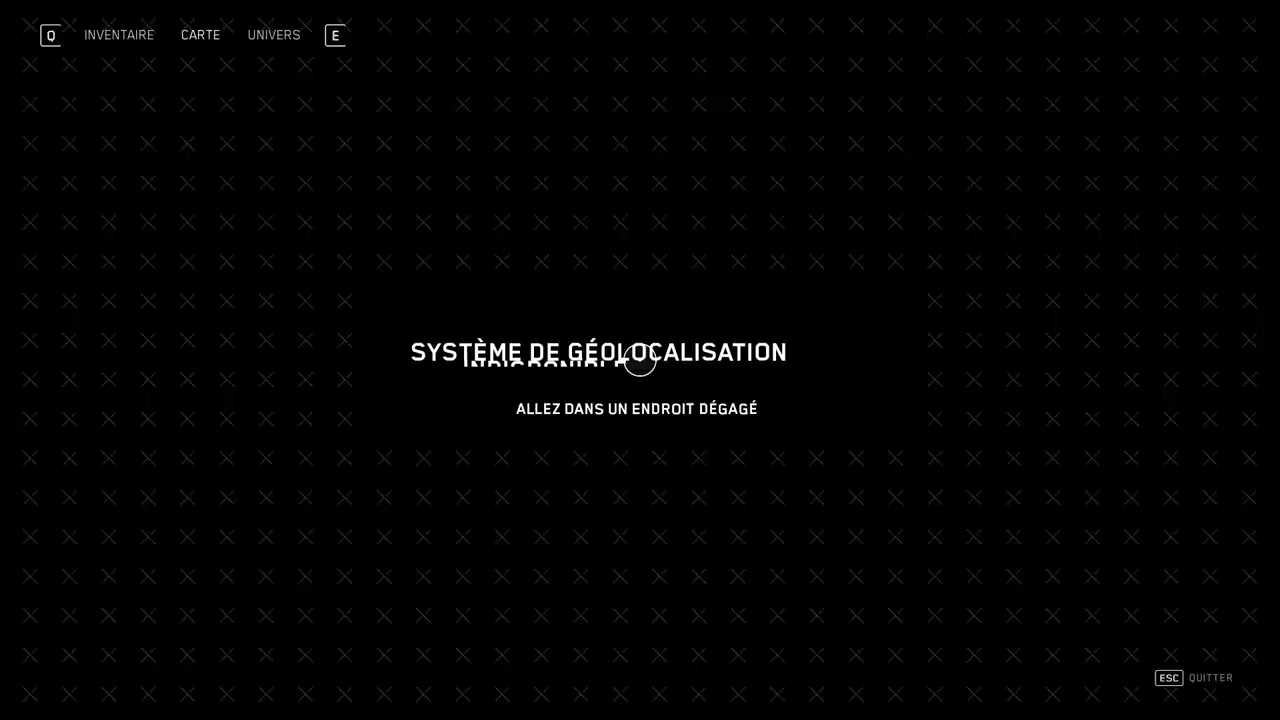 Q INVENTAIRE CARTE UNIVERS E
SYSTÈME DE GÉOLOCALISATION
ALLEZ DANS UN ENDROIT DÉGAGÉ
ESC QUITTER